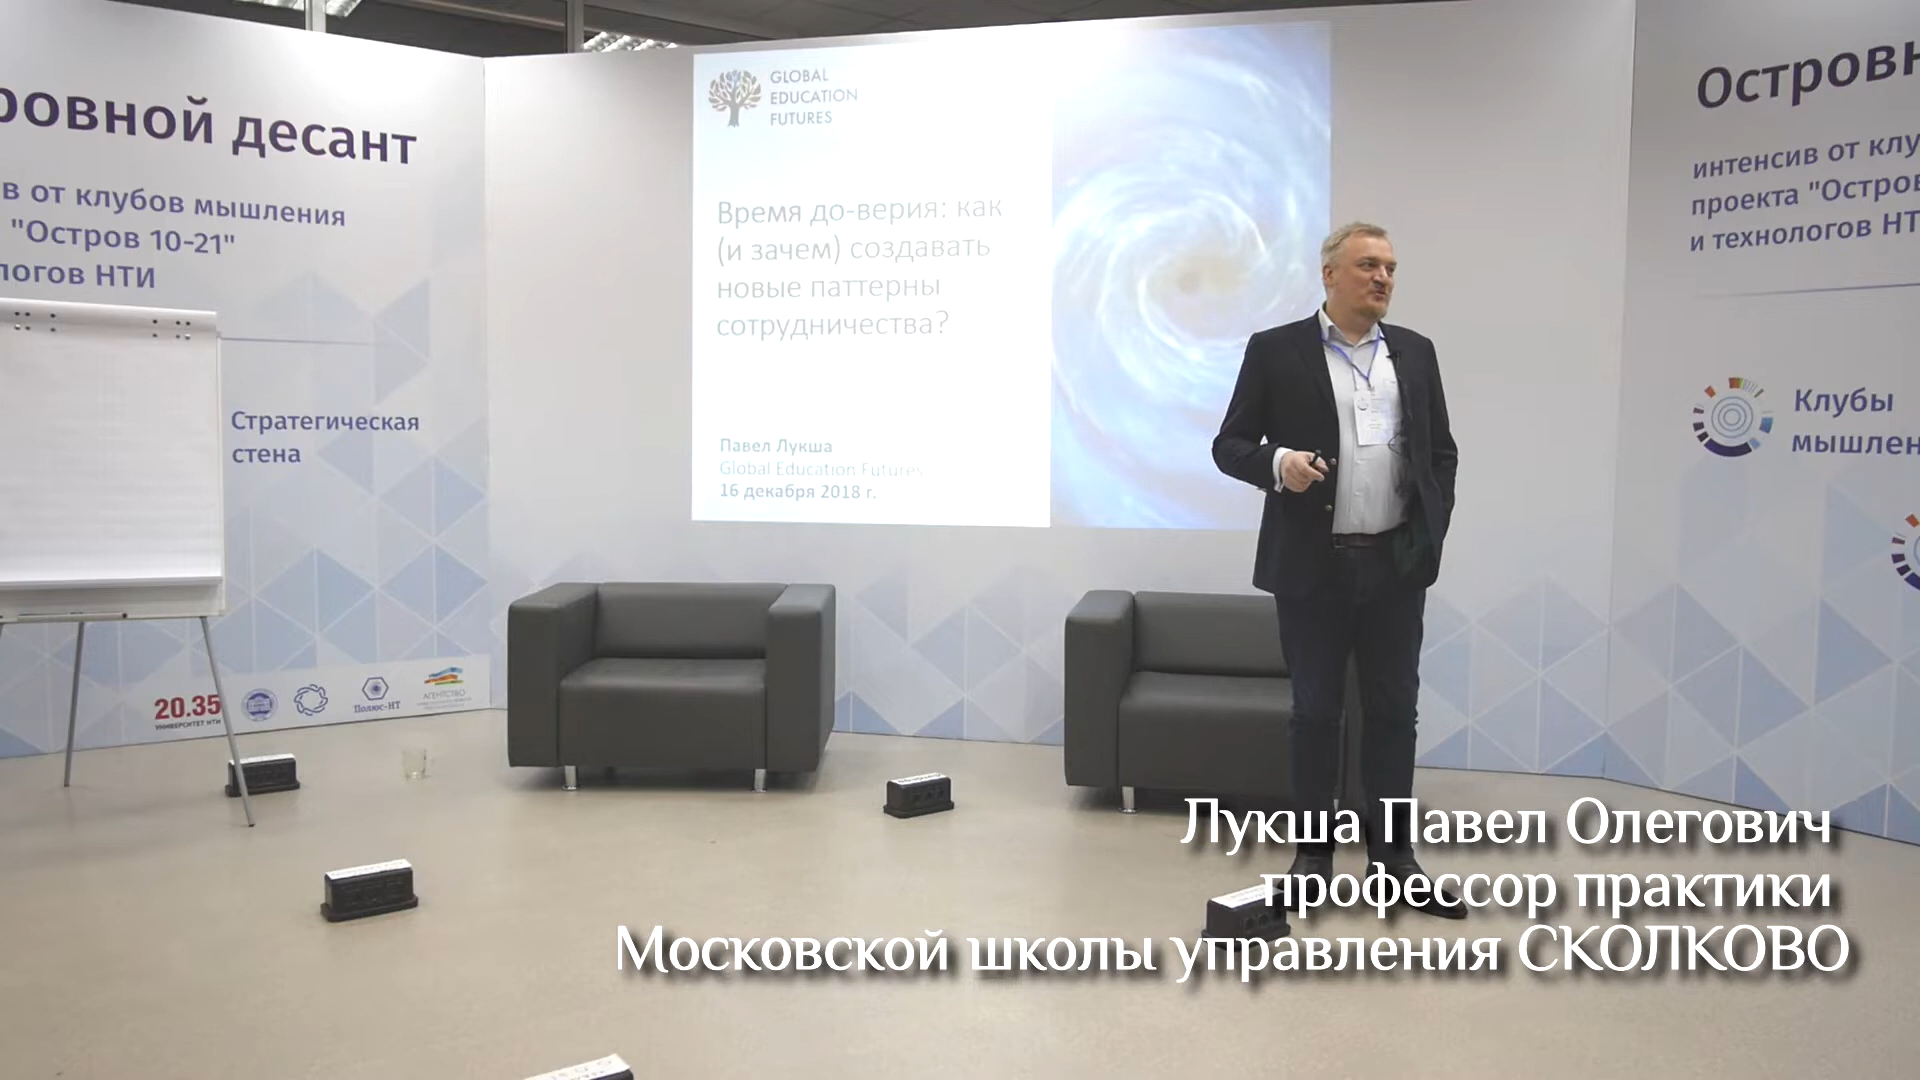 ровной десант
в от клубов мышления
"Остров 10-21"
логов НТИ
Стратегическая
стена
20.35
УНИВЕРСИТЕТ НТИ
Полюс-НТ
АГЕНТСТВО
GLOBAL
EDUCATION
FUTURES
Время до-верия: как
(и зачем) создавать
новые паттерны
сотрудничества?
Павел Лукша
Global Education Futures
16 декабря 2018 г.
Островн
интенсив от клу
проекта "Остров
и технологов НТ
Клубы
мышлен
Лукша Павел Олегович
профессор практики
Московской школы управления СКОЛКОВО